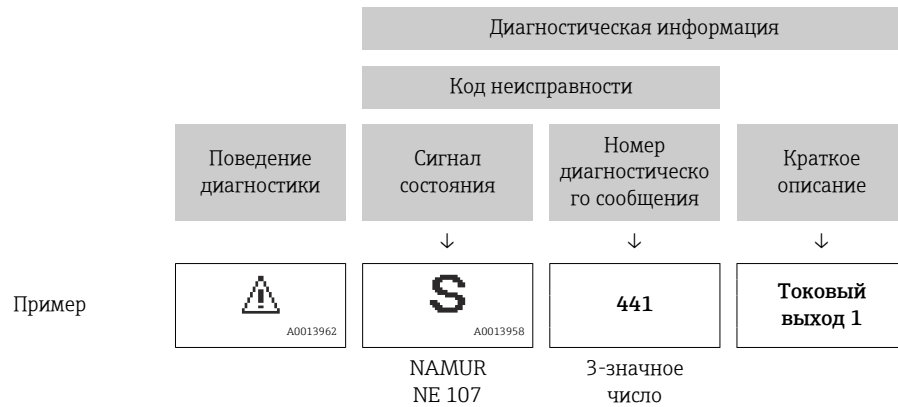 Диагностическая информация
Код неисправности
Поведение
диагностики
Сигнал
состояния
Номер
диагностическо
го сообщения
Краткое
описание
↓ ↓ ↓
Пример
A0013962
S
A0013958
441
Токовый
выход 1
NAMUR
NE 107
3-значное
число